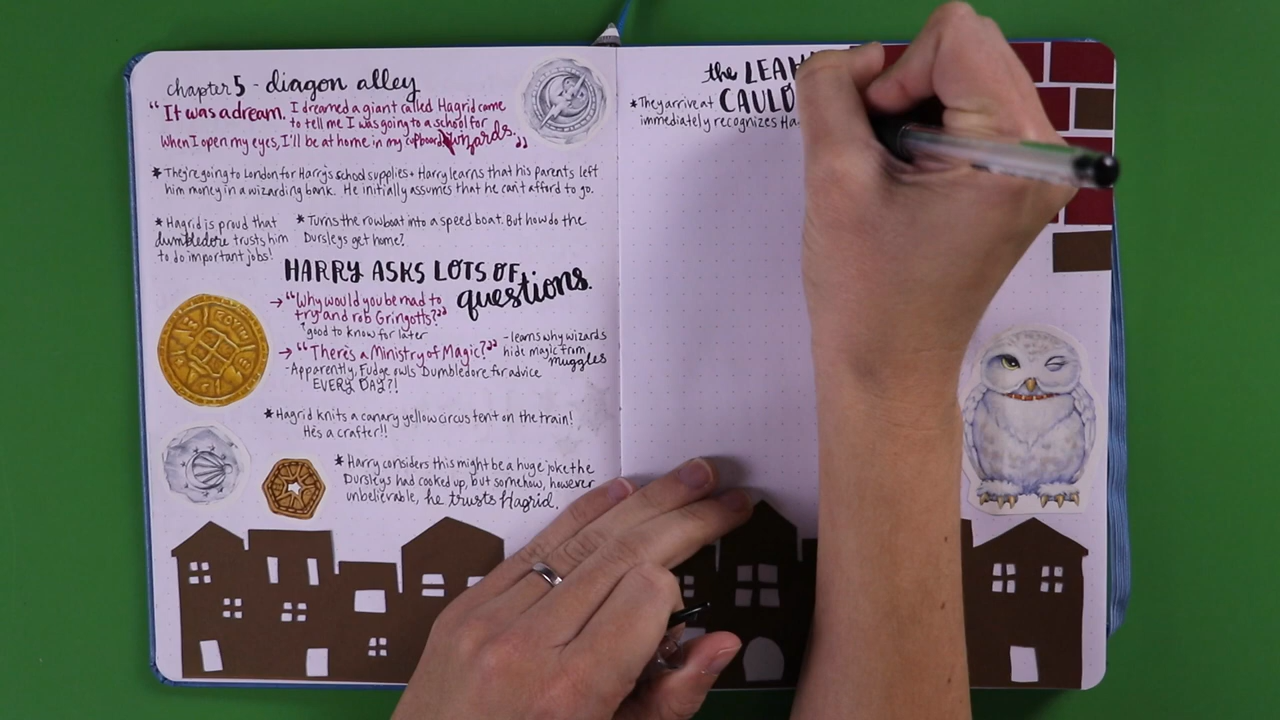 chapter 5 - diagon alley
"It was a dream. I dreamed a giant called Hagrid came
to tell me I was going to a school for
When I open my eyes, I'll be at home in my cupboard wizards."
*They're going to London for Harry's school supplies + Harry learns that his parents left
him money in a wizarding bank. He initially assumes that he can't afford to go.
*Hagrid is proud that
dumbledore trusts him
to do important jobs!
*Turns the rowboat into a speed boat. But how do the
Dursleys get home?
HARRY ASKS LOTS OF
questions.
→"Why would you be mad to
try and rob Gringotts?"
good to know for later
→"There's a Ministry of Magic?"
-Apparently, Fudge owls Dumbledore for advice
EVERY DAY?!
-learns why wizards
hide magic from
muggles
*Hagrid knits a canary yellow circus tent on the train!
He's a crafter!!
*Harry considers this might be a huge joke the
Dursleys had cooked up, but somehow, however
unbelievable, he trusts Hagrid.
the
*They arrive at
immediately recognizes